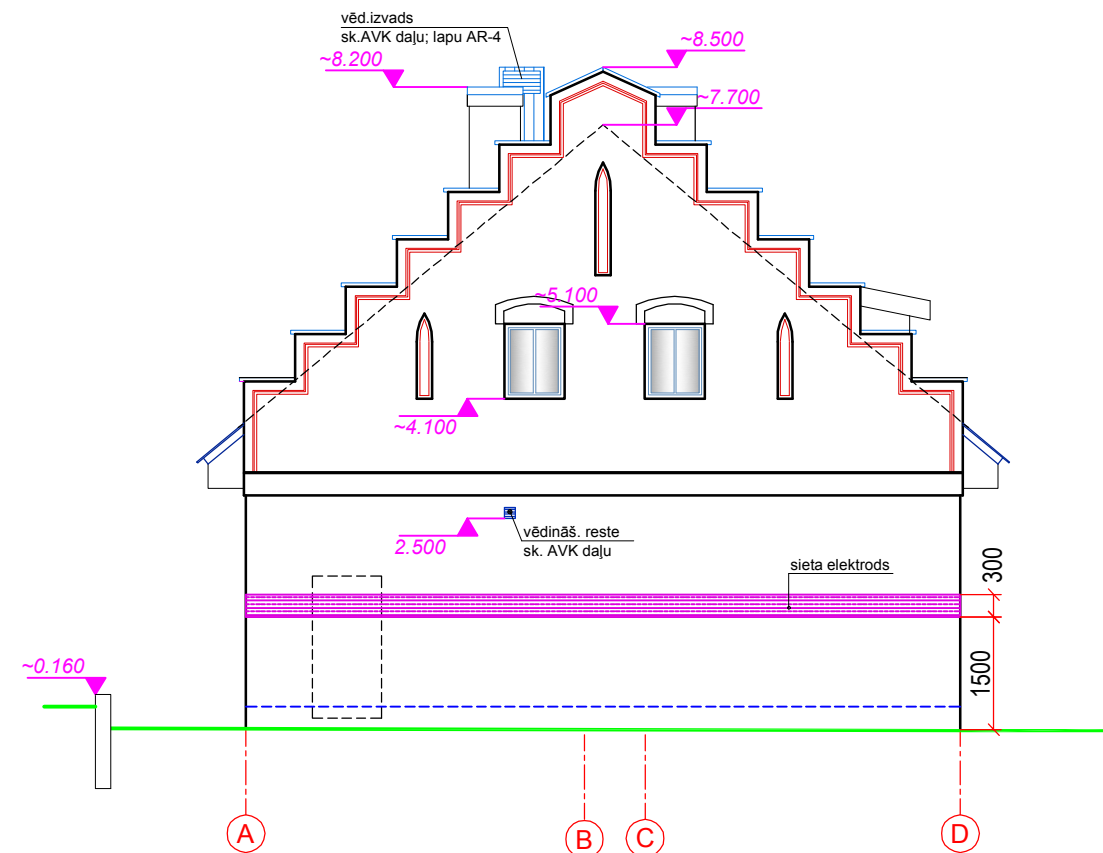 vēd.izvads
sk.AVK daļu; lapu AR-4
~8.500
~8.200
~7.700
~5.100
~4.100
2.500
vēdināš. reste
sk. AVK daļu
sieta elektrods
300
1500
~0.160
A
B
C
D